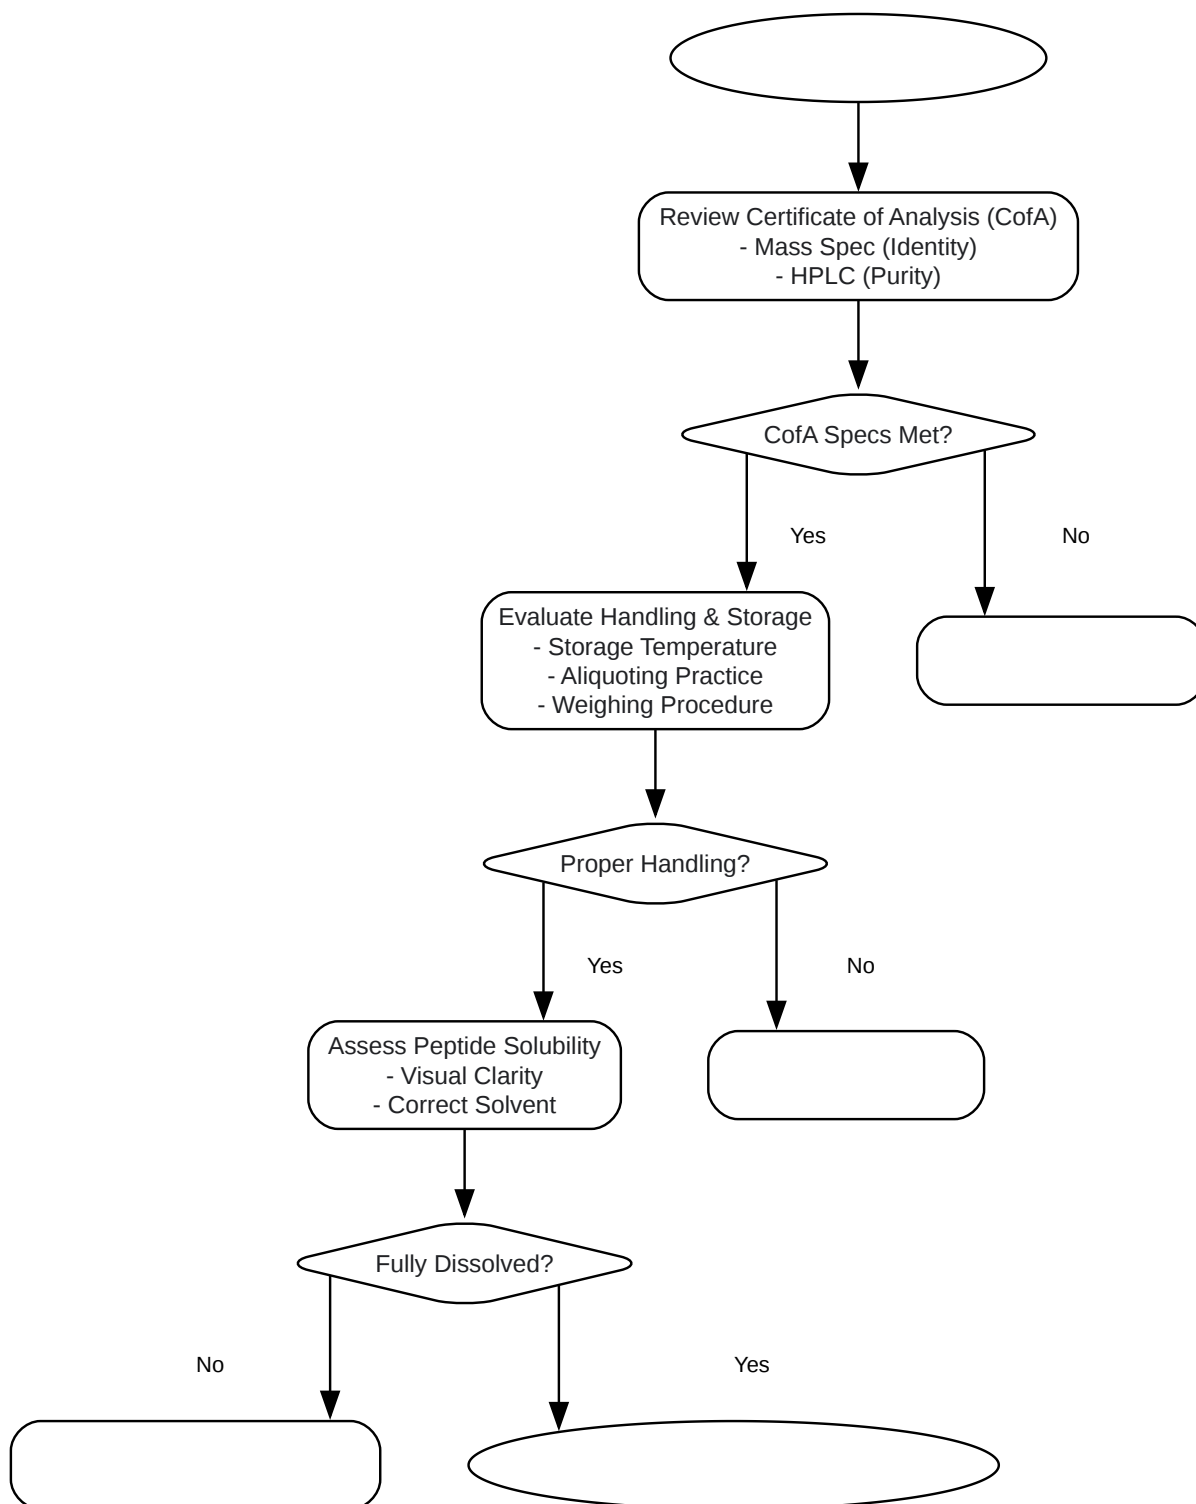 Review Certificate of Analysis (CofA)
- Mass Spec (Identity)
- HPLC (Purity)
CofA Specs Met?
Yes
No
Evaluate Handling & Storage
- Storage Temperature
- Aliquoting Practice
- Weighing Procedure
Proper Handling?
Yes
No
Assess Peptide Solubility
- Visual Clarity
- Correct Solvent
Fully Dissolved?
No
Yes